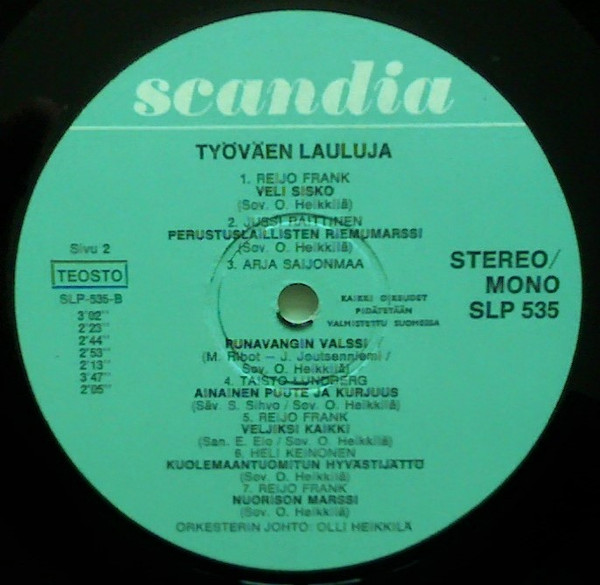 scandia
TYÖVÄEN LAULUJA
1. REIJO FRANK
VELI SISKO
(Sov. O. Heikkilä)
2. JUSSI RAITTINEN
PERUSTUSLAILLISTEN RIEMUMARSSI
(Sov. O. Heikkilä)
3. ARJA SAIJONMAA
Sivu 2
TEOSTO
SLP-535-B
3'02"
2'23"
2'44"
2'53"
2'13"
3'47"
2'05"
STEREO/
MONO
SLP 535
KAIKKI OIKEUDET
PIDÄTETÄÄN
VALMISTETTU SUOMESSA
PUNAVANGIN VALSSI
(M. Ribot – J. Joutsenniemi /
Sov. O. Heikkilä)
4. TAISTO LUNDBERG
AINAINEN PUUTE JA KURJUUS
(Säv. S. Sihvo / Sov. O. Heikkilä)
5. REIJO FRANK
VELJIKSI KAIKKI
(San. E. Elo / Sov. O. Heikkilä)
6. HELI KEINONEN
KUOLEMAANTUOMITUN HYVÄSTIJÄTTÖ
(Sov. O. Heikkilä)
7. REIJO FRANK
NUORISON MARSSI
(Sov. O. Heikkilä)
ORKESTERIN JOHTO: OLLI HEIKKILÄ